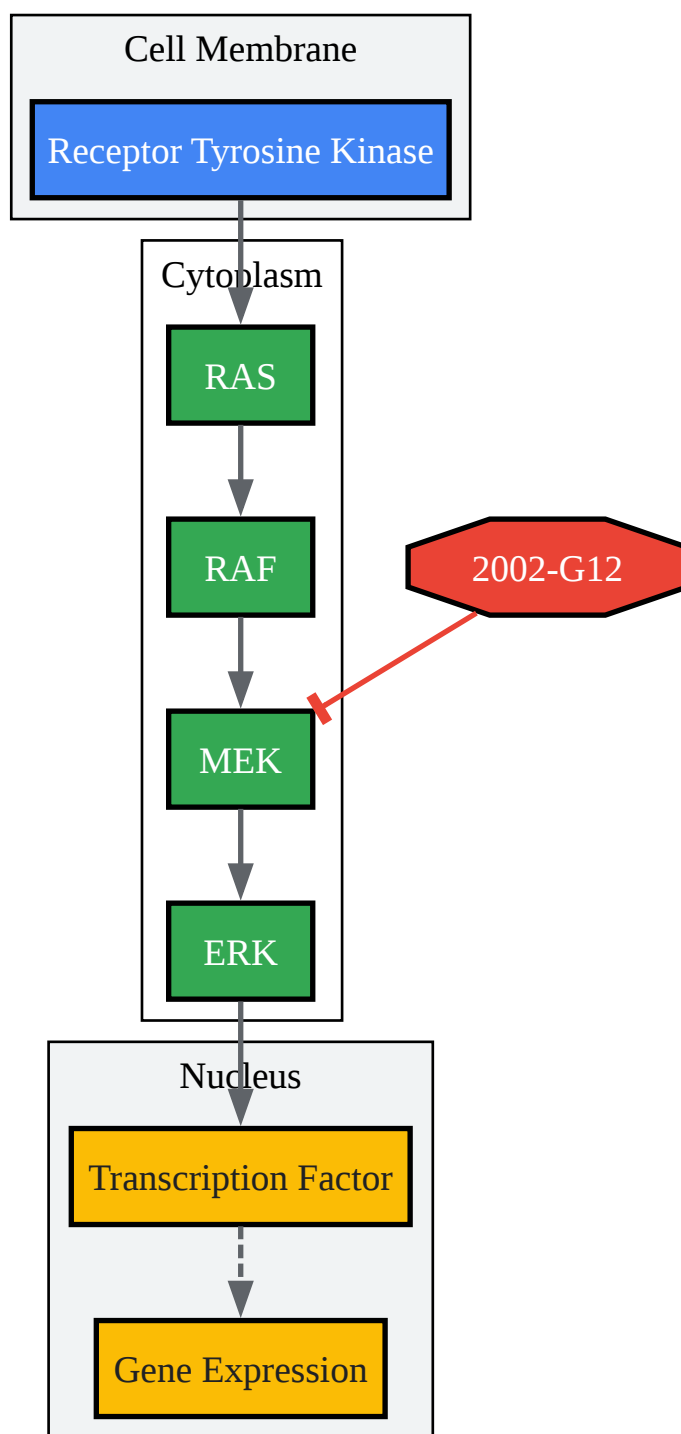 Cell Membrane
Receptor Tyrosine Kinase
Cytoplasm
RAS
RAF
2002-G12
MEK
ERK
Nucleus
Transcription Factor
Gene Expression